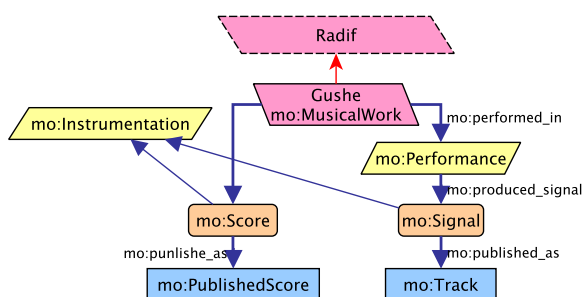 Radif
Gushe
mo:MusicalWork
mo:performed_in
mo:Instrumentation
mo:Performance
mo:produced_signal
mo:Score
mo:Signal
mo:punlishe_as
mo:published_as
mo:PublishedScore
mo:Track